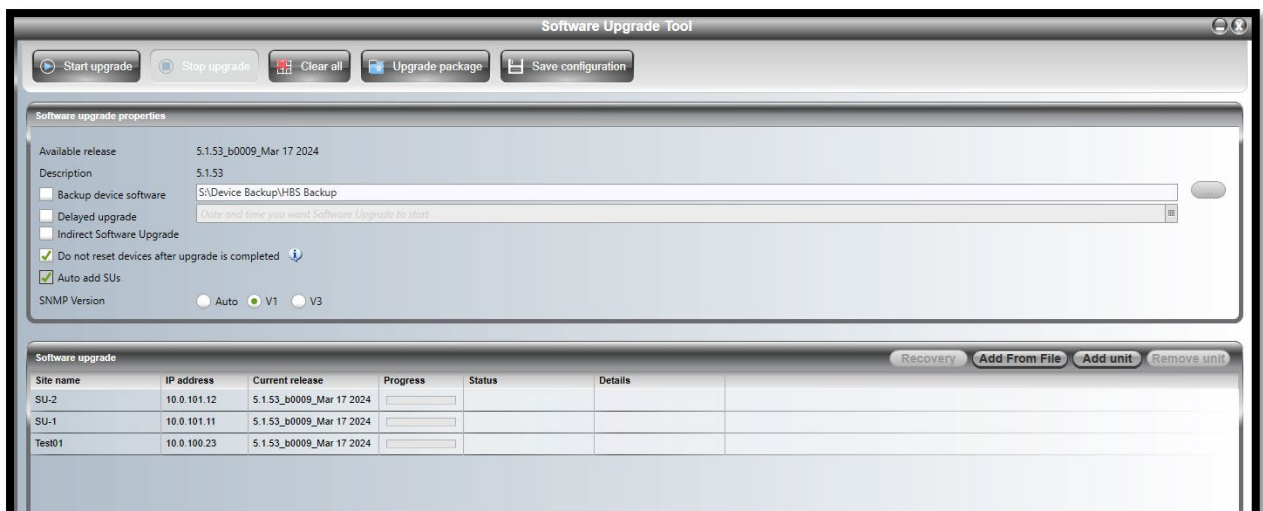 Software Upgrade Tool
Start upgrade Stop upgrade Clear all Upgrade package Save configuration
Software upgrade properties
Available release 5.1.53_b0009_Mar 17 2024
Description 5.1.53
Backup device software S:\Device Backup\HBS Backup ...
Delayed upgrade Date and time you want Software Upgrade to start
Indirect Software Upgrade
Do not reset devices after upgrade is completed
Auto add SUs
SNMP Version Auto V1 V3
Software upgrade Recovery Add From File Add unit Remove unit
Site name IP address Current release Progress Status Details
SU-2 10.0.101.12 5.1.53_b0009_Mar 17 2024
SU-1 10.0.101.11 5.1.53_b0009_Mar 17 2024
Test01 10.0.100.23 5.1.53_b0009_Mar 17 2024